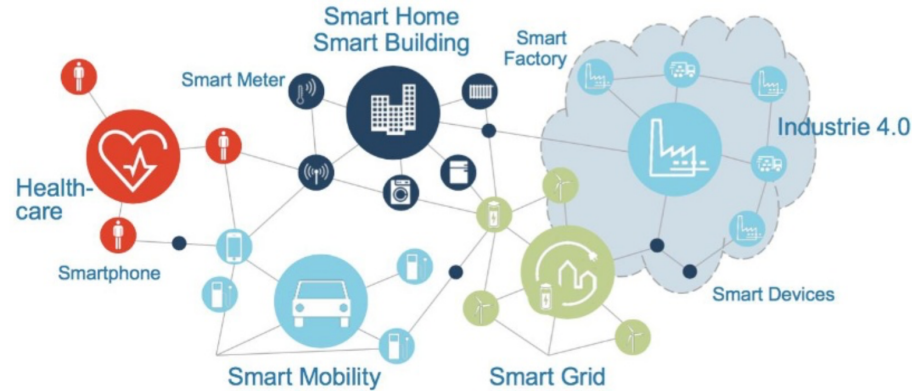 Smart Home
Smart Building
Smart
Factory
Smart Meter
Industrie 4.0
Health-
care
Smartphone
Smart Devices
Smart Mobility
Smart Grid